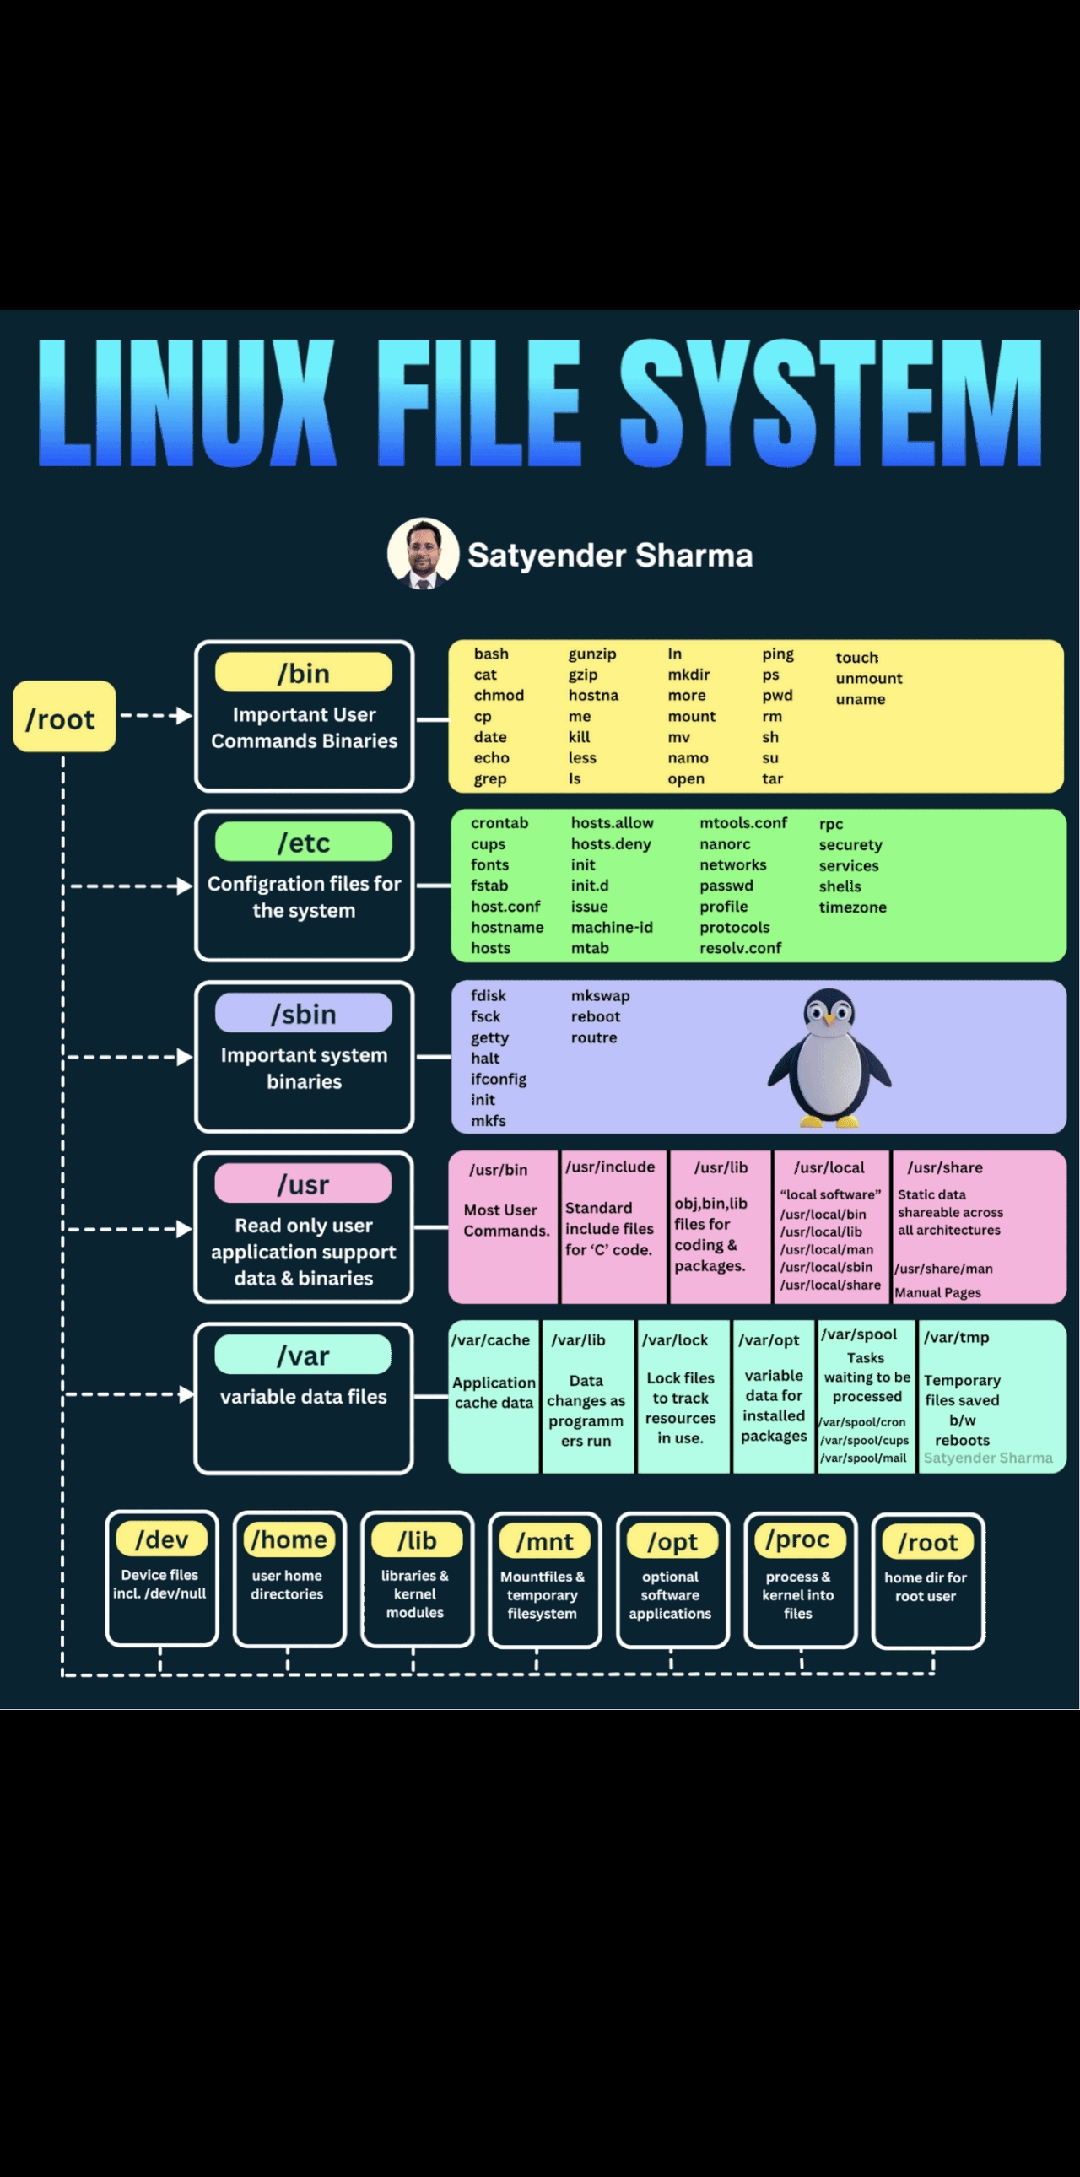 LINUX FILE SYSTEM
Satyender Sharma
/root
/bin
Important User
Commands Binaries
bash
cat
chmod
cp
date
echo
grep
gunzip
gzip
hostna
me
kill
less
ls
ln
mkdir
more
mount
mv
namo
open
ping
ps
pwd
rm
sh
su
tar
touch
unmount
uname
/etc
Configration files for
the system
crontab
cups
fonts
fstab
host.conf
hostname
hosts
hosts.allow
hosts.deny
init
init.d
issue
machine-id
mtab
mtools.conf
nanorc
networks
passwd
profile
protocols
resolv.conf
rpc
securety
services
shells
timezone
/sbin
Important system
binaries
fdisk
fsck
getty
halt
ifconfig
init
mkfs
mkswap
reboot
routre
/usr
Read only user
application support
data & binaries
/usr/bin
Most User
Commands.
/usr/include
Standard
include files
for ‘C’ code.
/usr/lib
obj,bin,lib
files for
coding &
packages.
/usr/local
“local software”
/usr/local/bin
/usr/local/lib
/usr/local/man
/usr/local/sbin
/usr/local/share
/usr/share
Static data
shareable across
all architectures
/usr/share/man
Manual Pages
/var
variable data files
/var/cache
Application
cache data
/var/lib
Data
changes as
programm
ers run
/var/lock
Lock files
to track
resources
in use.
/var/opt
variable
data for
installed
packages
/var/spool
Tasks
waiting to be
processed
/var/spool/cron
/var/spool/cups
/var/spool/mail
/var/tmp
Temporary
files saved
b/w
reboots
Satyender Sharma
/dev
Device files
incl. /dev/null
/home
user home
directories
/lib
libraries &
kernel
modules
/mnt
Mountfiles &
temporary
filesystem
/opt
optional
software
applications
/proc
process &
kernel into
files
/root
home dir for
root user